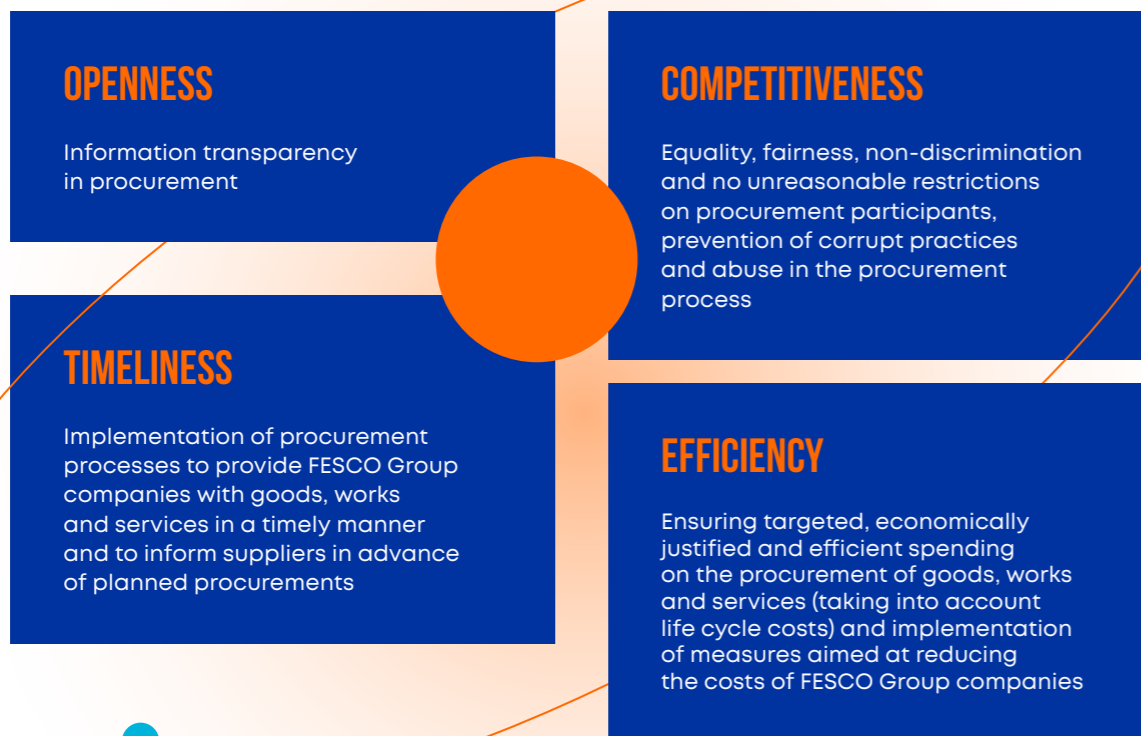 OPENNESS
Information transparency
in procurement
COMPETITIVENESS
Equality, fairness, non-discrimination
and no unreasonable restrictions
on procurement participants,
prevention of corrupt practices
and abuse in the procurement
process
TIMELINESS
Implementation of procurement
processes to provide FESCO Group
companies with goods, works
and services in a timely manner
and to inform suppliers in advance
of planned procurements
EFFICIENCY
Ensuring targeted, economically
justified and efficient spending
on the procurement of goods, works
and services (taking into account
life cycle costs) and implementation
of measures aimed at reducing
the costs of FESCO Group companies